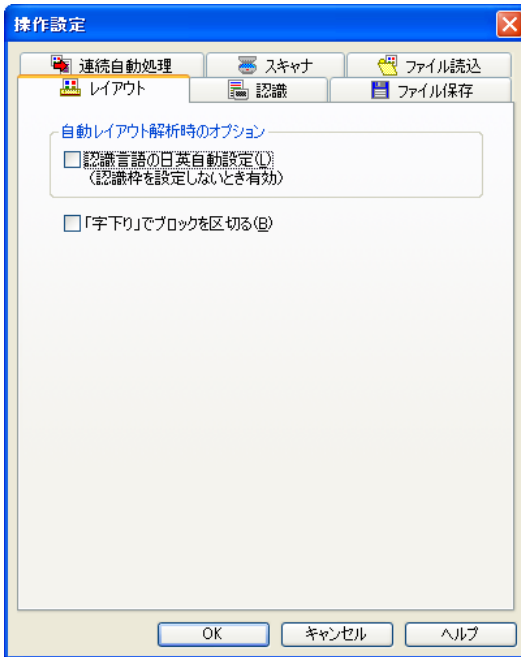 操作設定
連続自動処理
スキャナ
ファイル読込
レイアウト
認識
ファイル保存
自動レイアウト解析時のオプション
認識言語の日英自動設定(L)
(認識枠を設定しないとき有効)
「字下り」でブロックを区切る(B)
OK
キャンセル
ヘルプ